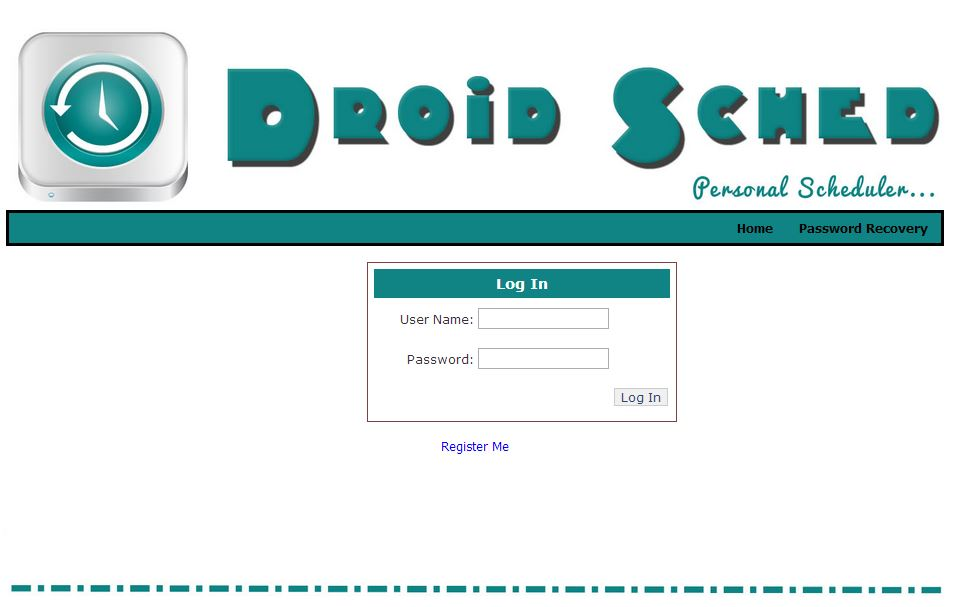 Droid Sched
Personal Scheduler...
Home Password Recovery
Log In
User Name:
Password:
Log In
Register Me